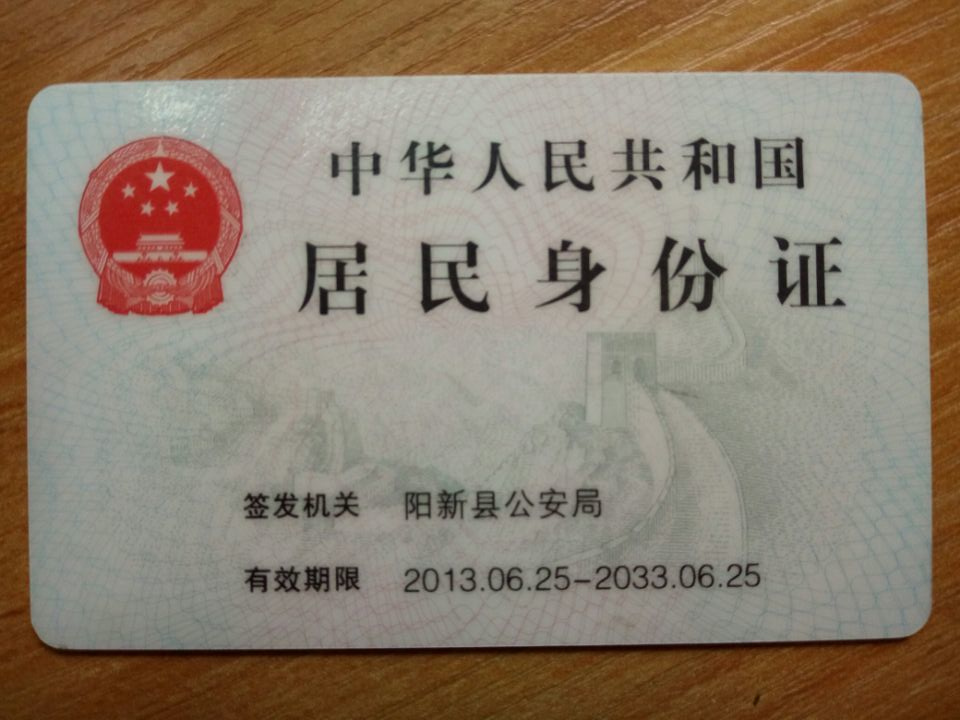 中华人民共和国
居民身份证
签发机关 阳新县公安局
有效期限 2013.06.25-2033.06.25